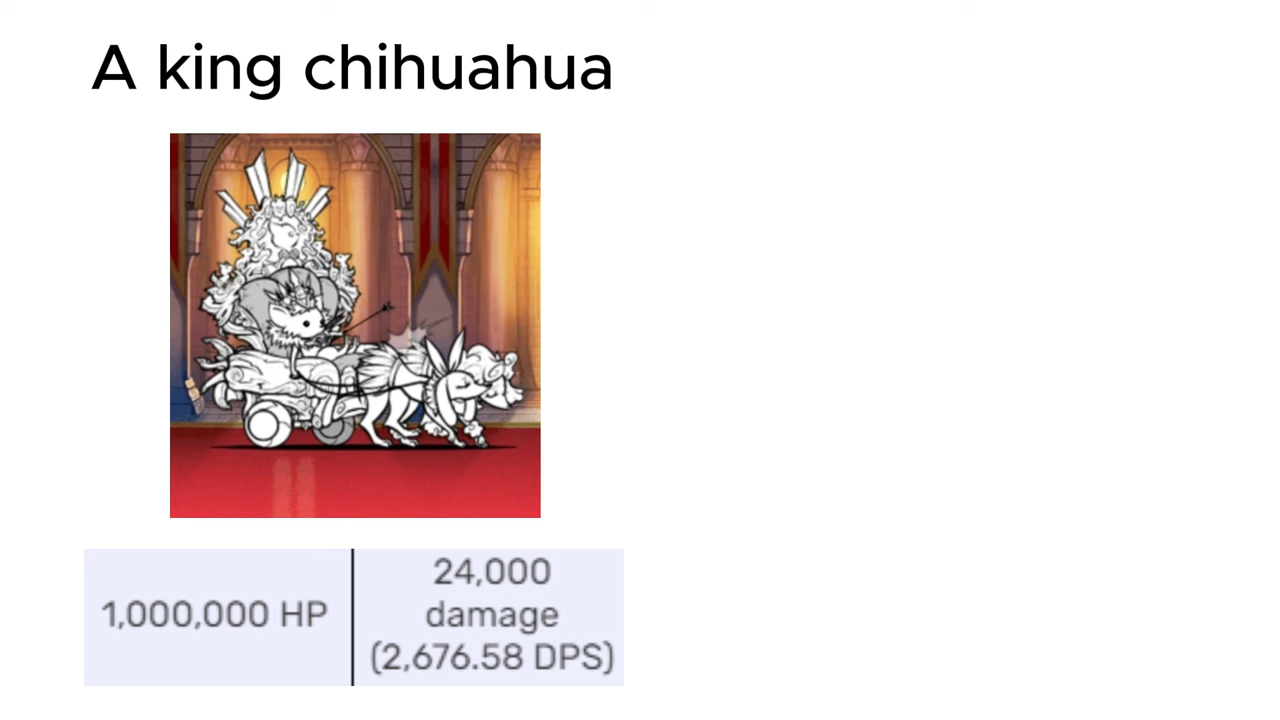 A king chihuahua
1,000,000 HP
24,000
damage
(2,676.58 DPS)